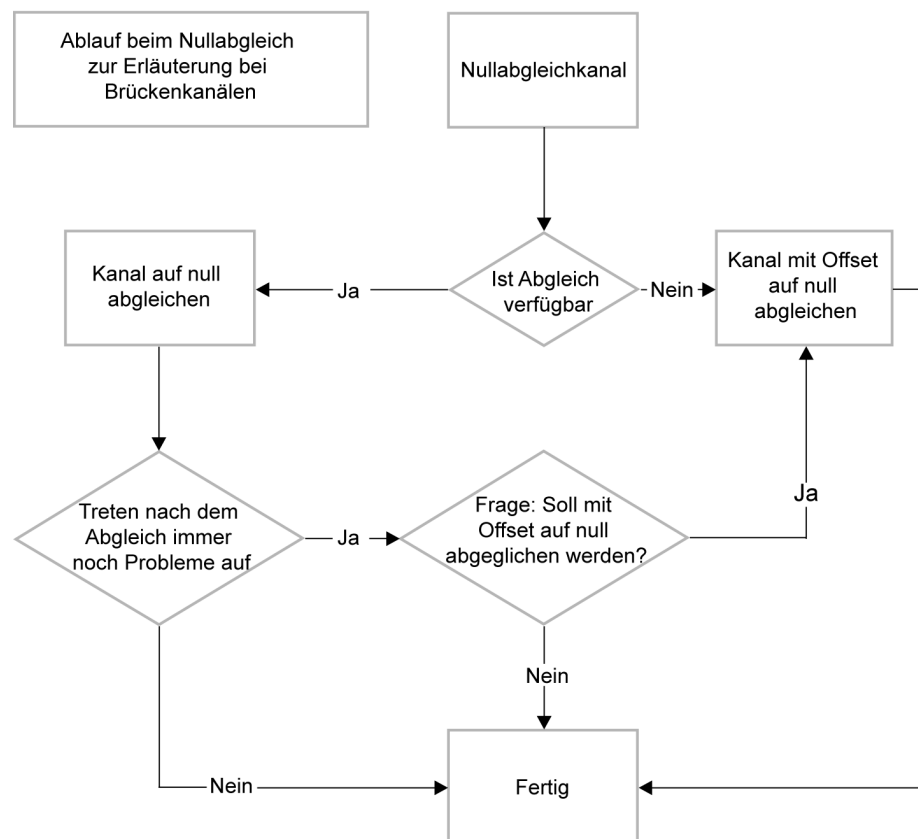 Ablauf beim Nullabgleich
zur Erläuterung bei
Brückenkanälen
Nullabgleichkanal
Kanal auf null
abgleichen
Ja
Ist Abgleich
verfügbar
Nein
Kanal mit Offset
auf null
abgleichen
Treten nach dem
Abgleich immer
noch Probleme auf
Ja
Frage: Soll mit
Offset auf null
abgeglichen werden?
Ja
Nein
Nein
Fertig